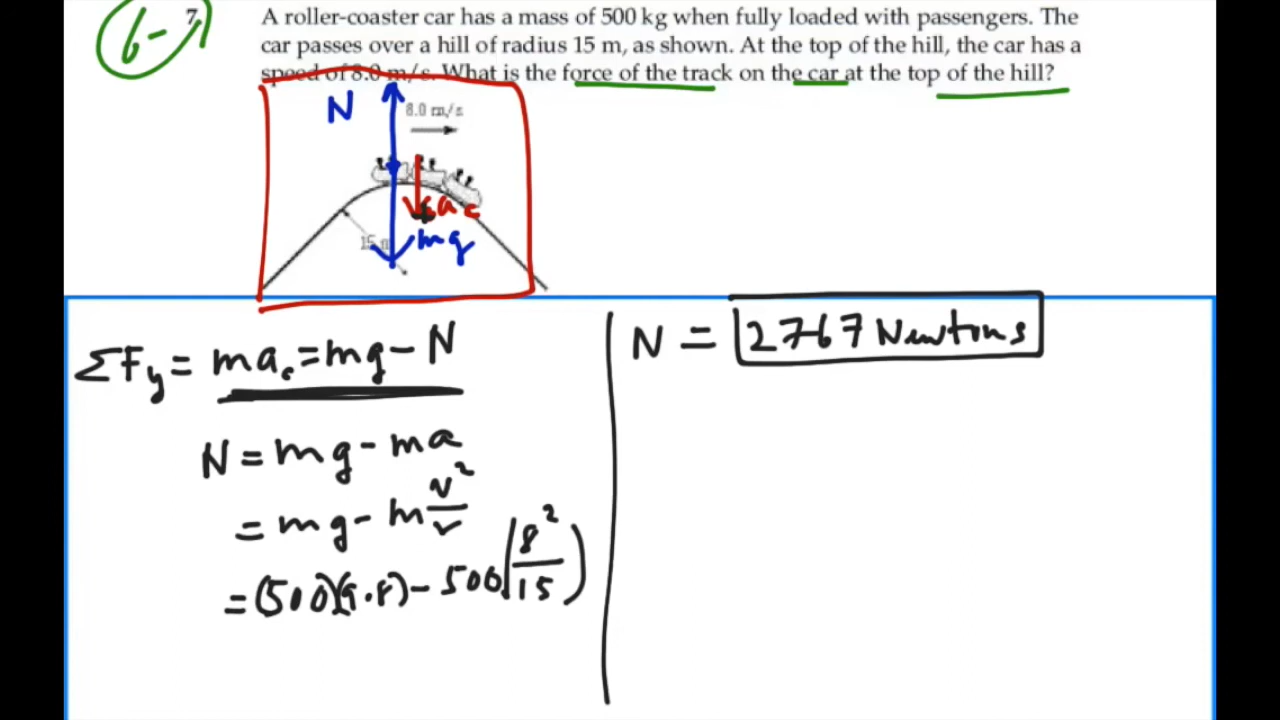 6-7
7. A roller-coaster car has a mass of 500 kg when fully loaded with passengers. The
car passes over a hill of radius 15 m, as shown. At the top of the hill, the car has a
speed of 8.0 m/s. What is the force of the track on the car at the top of the hill?
N
8.0 m/s
ac
15 m
mg
ΣFy = mac = mg - N
N = mg - ma
= mg - m v²/r
= (500)(9.8) - 500(8²/15)
N = 2767 Newtons